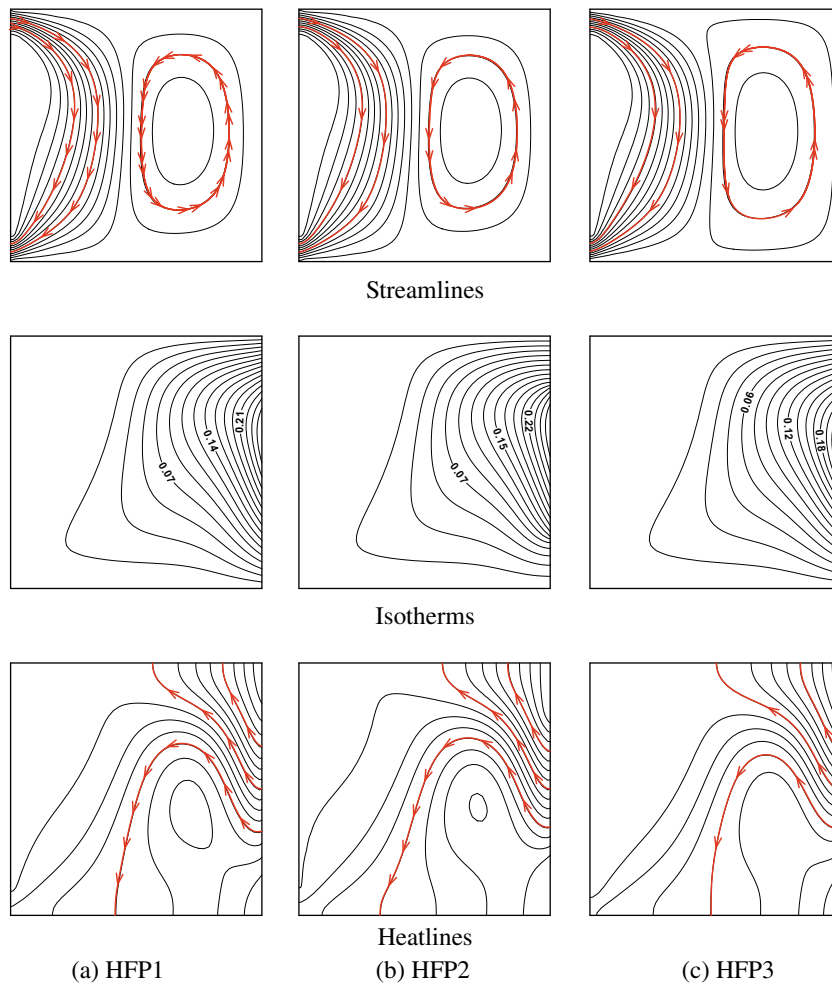 Streamlines
0.21
0.14
0.07
0.22
0.15
0.07
0.06
0.12
0.18
Isotherms
Heatlines
(a) HFP1
(b) HFP2
(c) HFP3